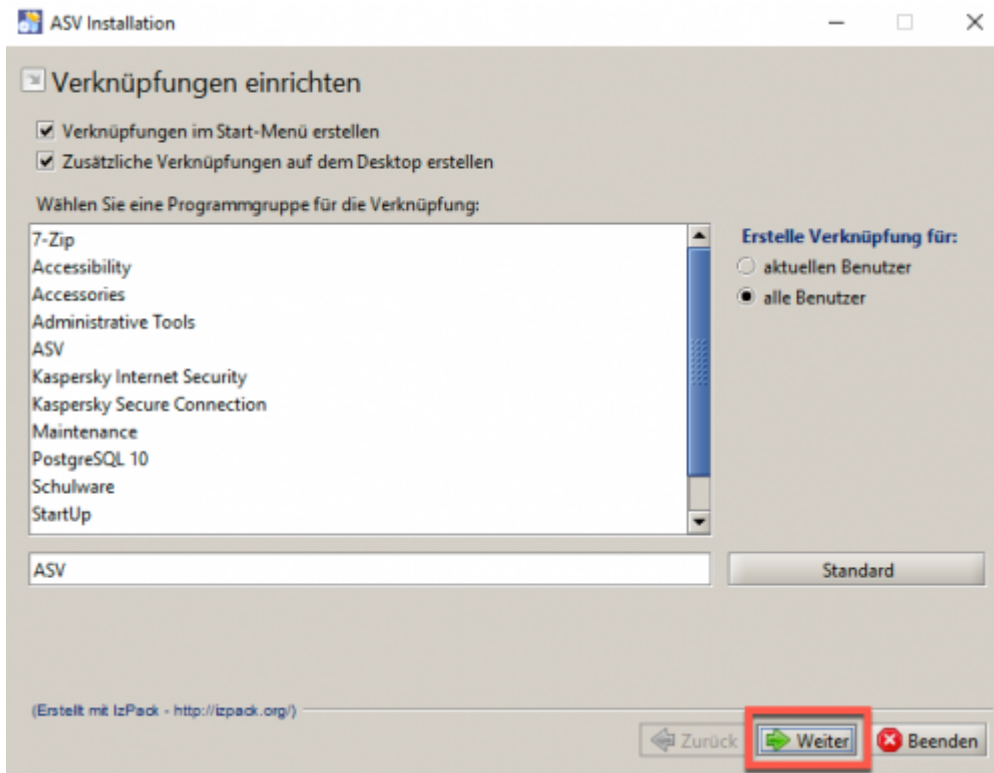 ASV Installation
Verknüpfungen einrichten
Verknüpfungen im Start-Menü erstellen
Zusätzliche Verknüpfungen auf dem Desktop erstellen
Wählen Sie eine Programmgruppe für die Verknüpfung:
7-Zip
Accessibility
Accessories
Administrative Tools
ASV
Kaspersky Internet Security
Kaspersky Secure Connection
Maintenance
PostgreSQL 10
Schulware
StartUp
Erstelle Verknüpfung für:
aktuellen Benutzer
alle Benutzer
ASV
Standard
(Erstellt mit IzPack - http://izpack.org/)
Zurück
Weiter
Beenden